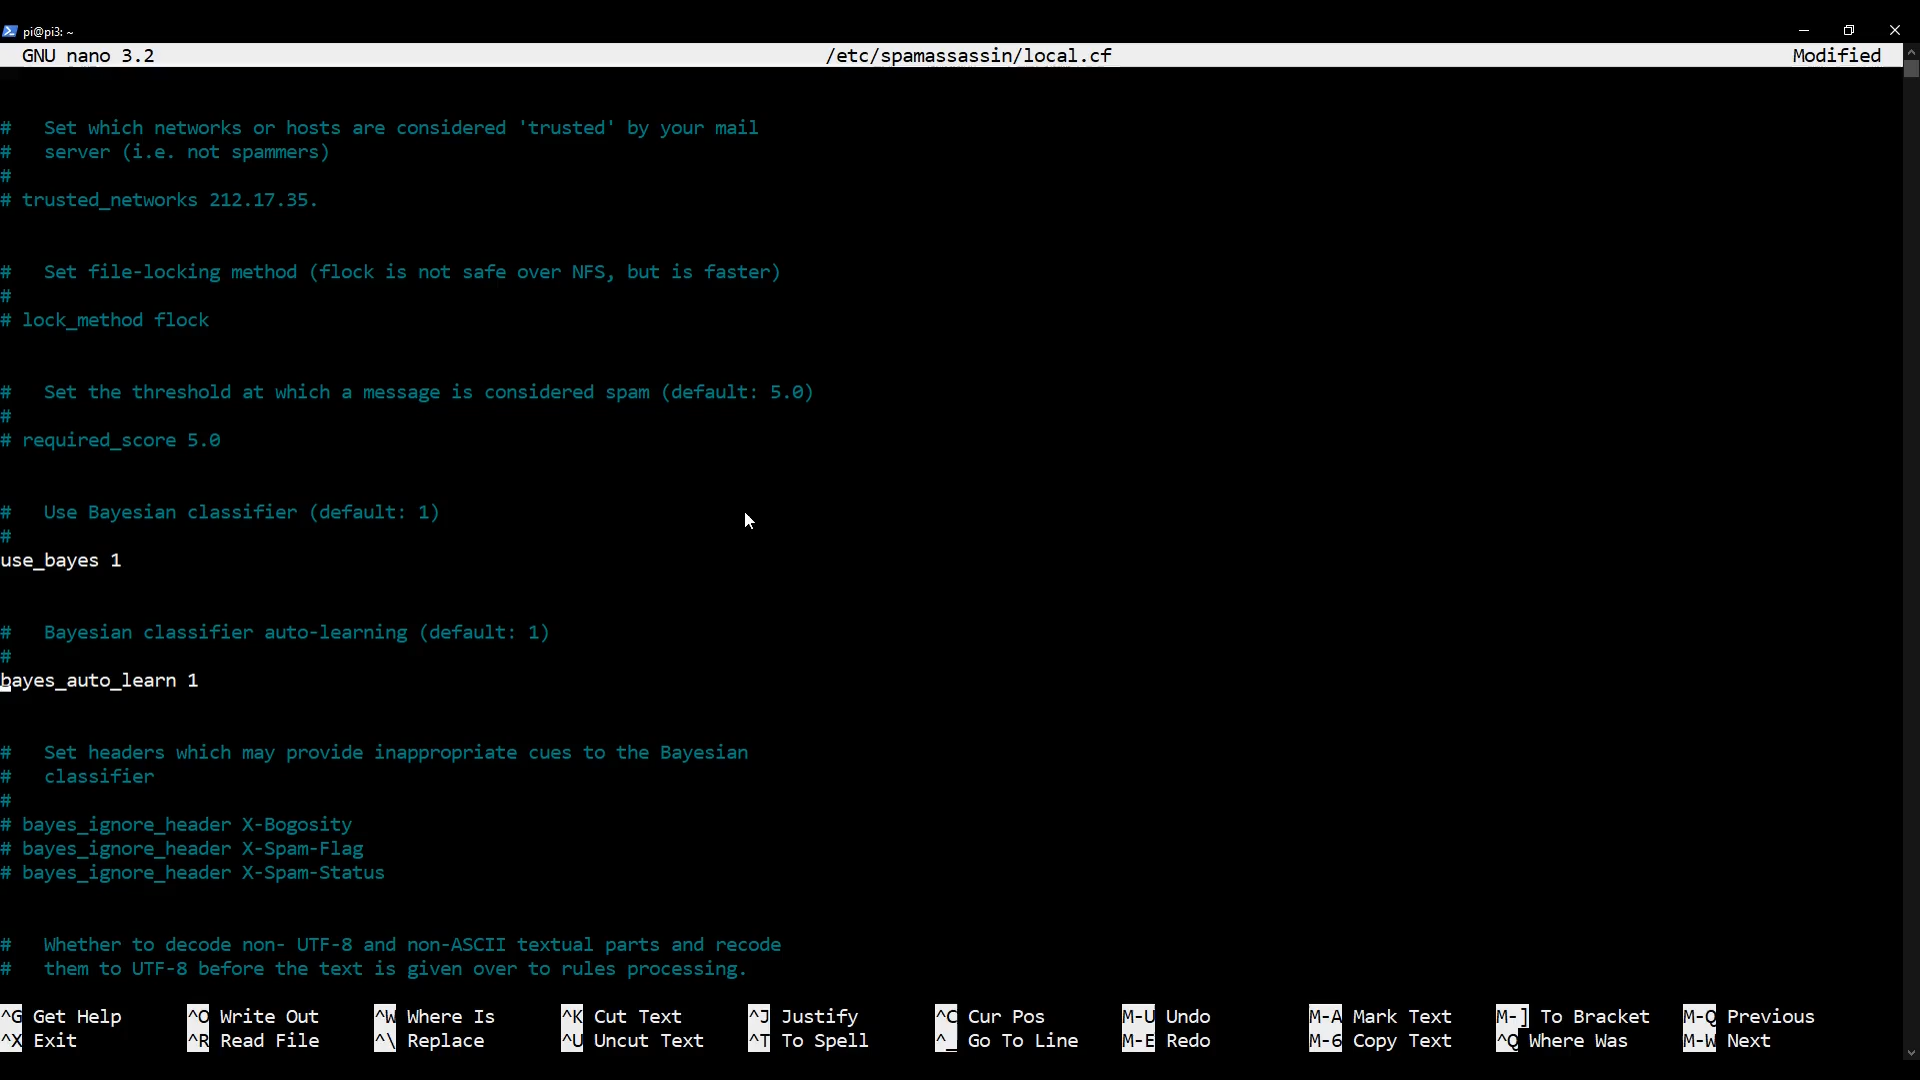 pi@pi3: ~
GNU nano 3.2 /etc/spamassassin/local.cf Modified
#   Set which networks or hosts are considered 'trusted' by your mail
#   server (i.e. not spammers)
#
# trusted_networks 212.17.35.
#   Set file-locking method (flock is not safe over NFS, but is faster)
#
# lock_method flock
#   Set the threshold at which a message is considered spam (default: 5.0)
#
# required_score 5.0
#   Use Bayesian classifier (default: 1)
#
use_bayes 1
#   Bayesian classifier auto-learning (default: 1)
#
bayes_auto_learn 1
#   Set headers which may provide inappropriate cues to the Bayesian
#   classifier
#
# bayes_ignore_header X-Bogosity
# bayes_ignore_header X-Spam-Flag
# bayes_ignore_header X-Spam-Status
#   Whether to decode non- UTF-8 and non-ASCII textual parts and recode
#   them to UTF-8 before the text is given over to rules processing.
^G Get Help ^O Write Out ^W Where Is ^K Cut Text ^J Justify ^C Cur Pos M-U Undo M-A Mark Text M-] To Bracket M-Q Previous
^X Exit ^R Read File ^\ Replace ^U Uncut Text ^T To Spell ^_ Go To Line M-E Redo M-6 Copy Text ^Q Where Was M-W Next